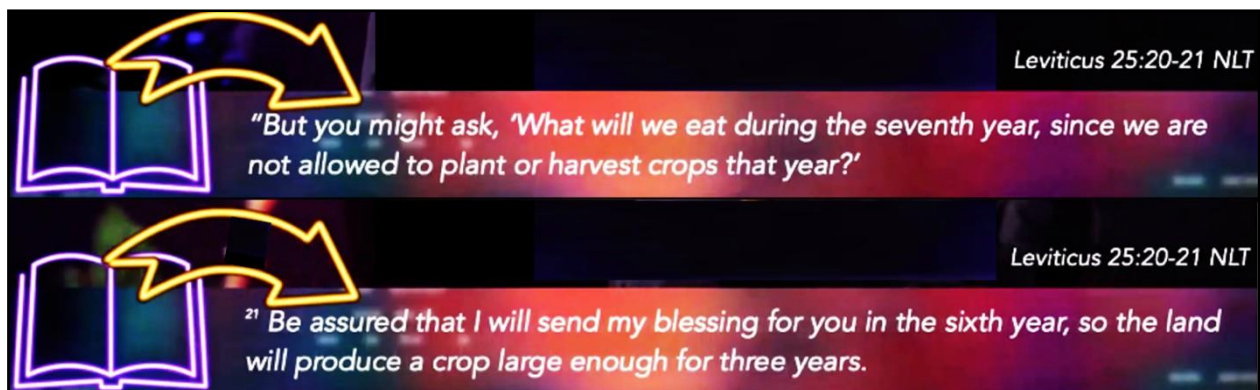 Leviticus 25:20-21 NLT
"But you might ask, 'What will we eat during the seventh year, since we are
not allowed to plant or harvest crops that year?'
Leviticus 25:20-21 NLT
²¹ Be assured that I will send my blessing for you in the sixth year, so the land
will produce a crop large enough for three years.